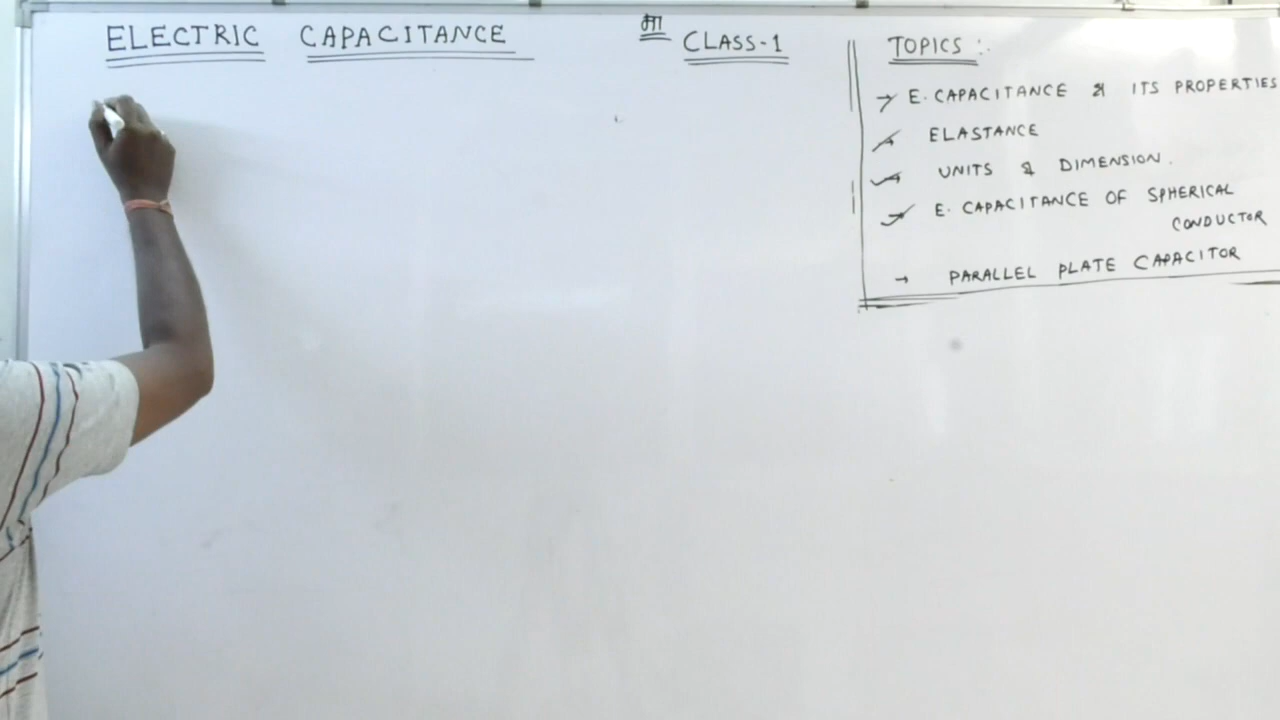 ELECTRIC CAPACITANCE
माँ
CLASS-1
TOPICS :-
→ E. CAPACITANCE & ITS PROPERTIES
→ ELASTANCE
→ UNITS & DIMENSION.
→ E. CAPACITANCE OF SPHERICAL
CONDUCTOR
→ PARALLEL PLATE CAPACITOR